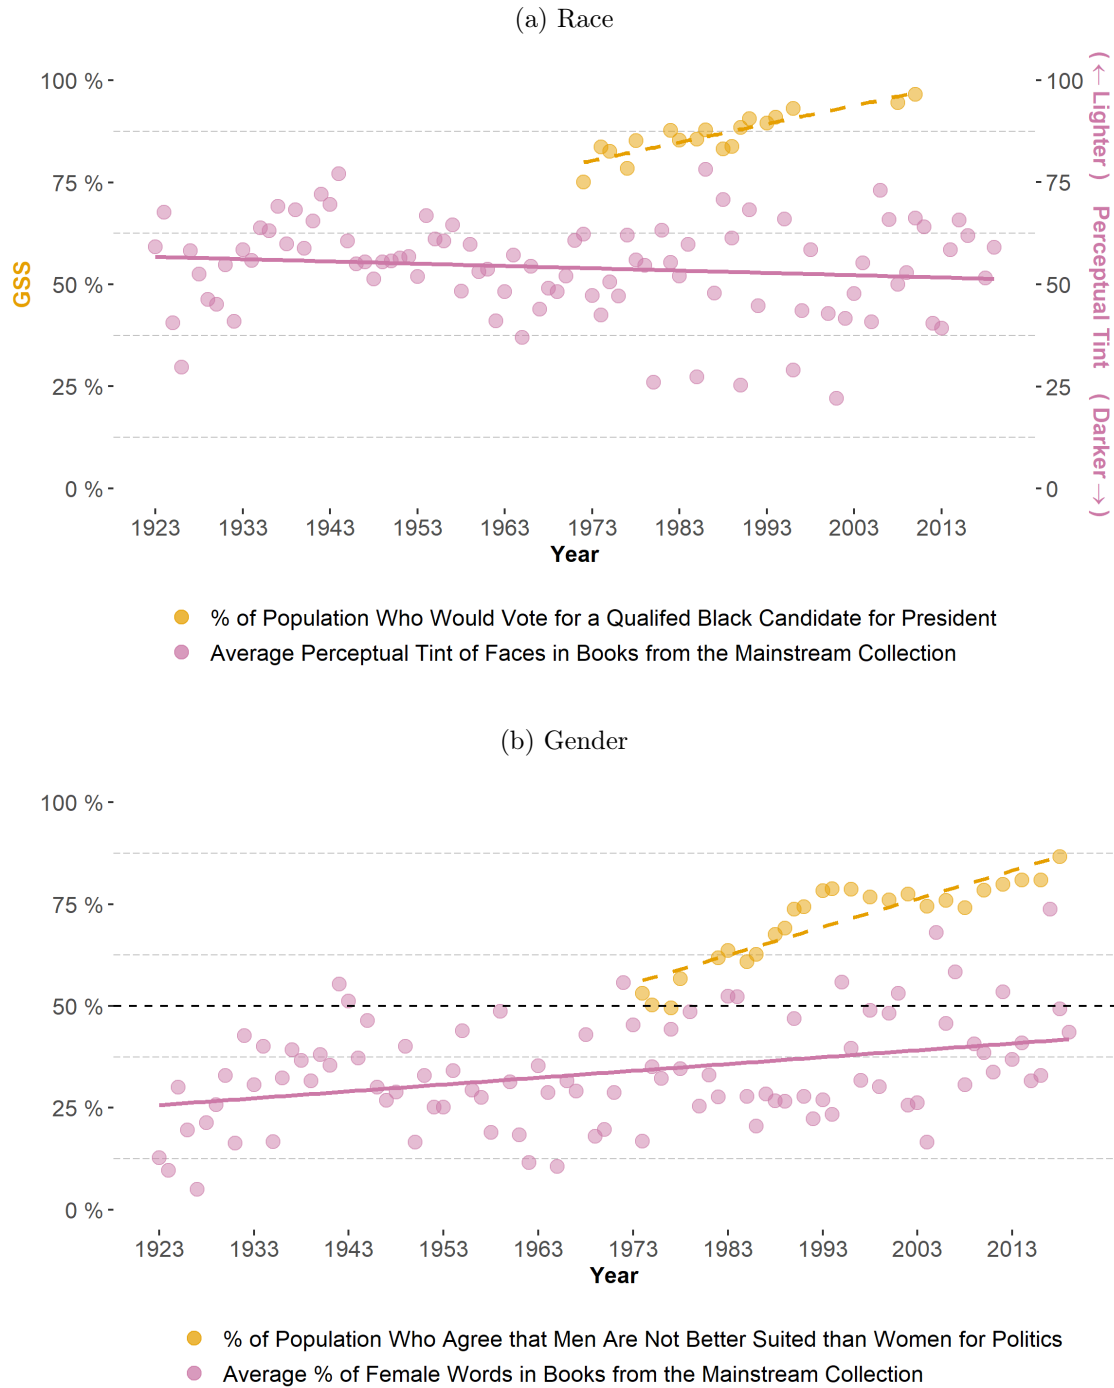 (a) Race
100 %
75 %
50 %
25 %
0 %
GSS
100
75
50
25
0
(← Lighter) Perceptual Tint (Darker →)
1923 1933 1943 1953 1963 1973 1983 1993 2003 2013
Year
% of Population Who Would Vote for a Qualifed Black Candidate for President
Average Perceptual Tint of Faces in Books from the Mainstream Collection
(b) Gender
100 %
75 %
50 %
25 %
0 %
1923 1933 1943 1953 1963 1973 1983 1993 2003 2013
Year
% of Population Who Agree that Men Are Not Better Suited than Women for Politics
Average % of Female Words in Books from the Mainstream Collection